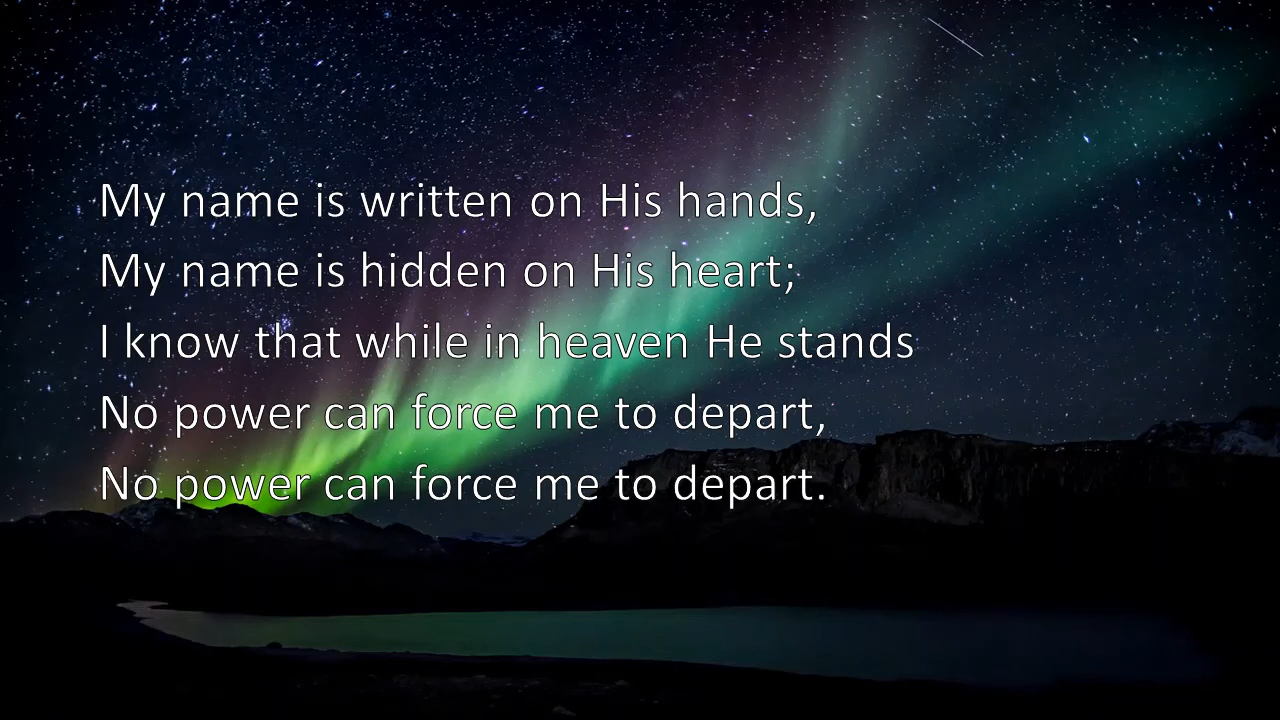 My name is written on His hands,
My name is hidden on His heart;
I know that while in heaven He stands
No power can force me to depart,
No power can force me to depart.